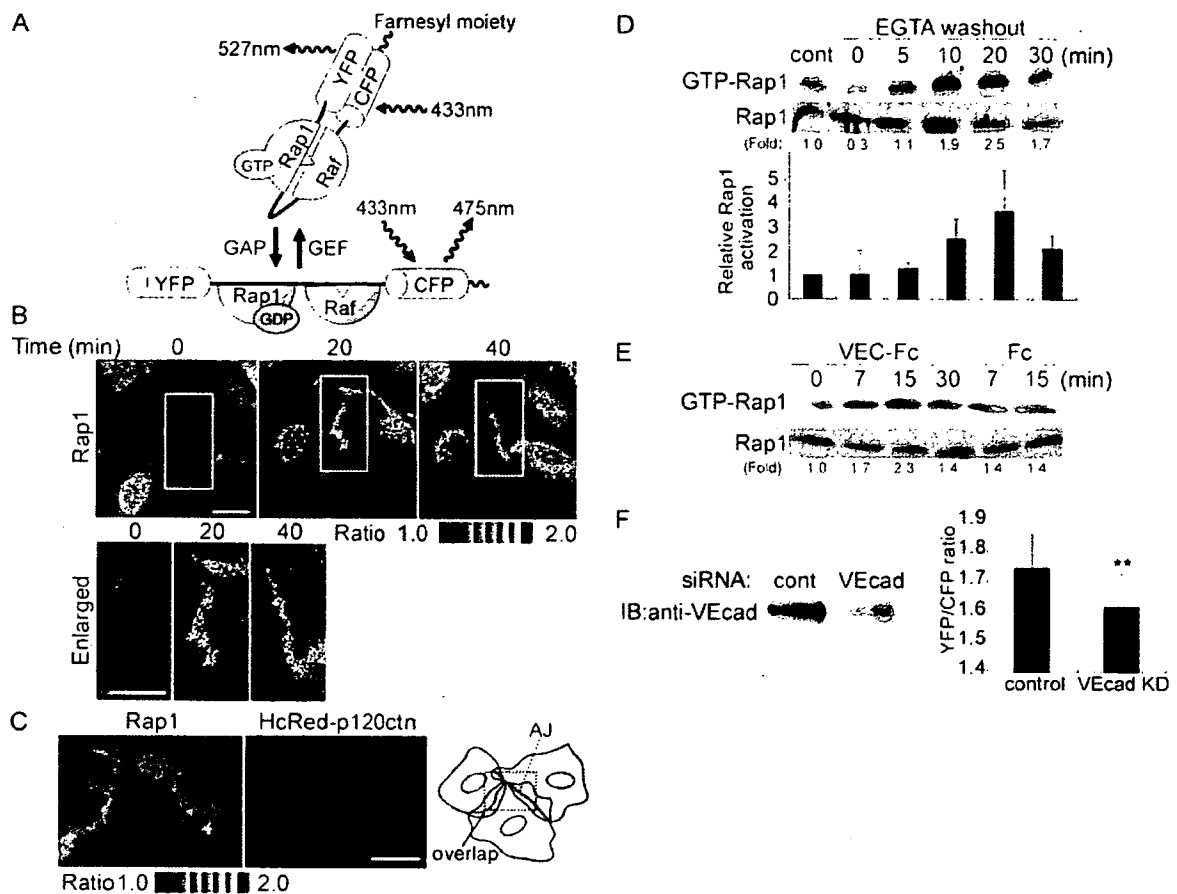 A
Farnesyl moiety
527nm
YFP
CFP
433nm
Rap1
GTP
Raf
433nm 475nm
GAP GEF
YFP
CFP
Rap1
Raf
GDP
B
Time (min) 0 20 40
Rap1
0 20 40 Ratio 1.0 2.0
Enlarged
C
Rap1 HcRed-p120ctn
AJ
overlap
Ratio 1.0 2.0
D
EGTA washout
cont 0 5 10 20 30 (min)
GTP-Rap1
Rap1
(Fold: 1.0 0.3 1.1 1.9 2.5 1.7
Relative Rap1 activation
5
4
3
2
1
0
E
VEC-Fc Fc
0 7 15 30 7 15 (min)
GTP-Rap1
Rap1
(Fold) 1.0 1.7 2.3 1.4 1.4 1.4
F
siRNA: cont VEcad
IB:anti-VEcad
YFP/CFP ratio
1.9
1.8
1.7
1.6
1.5
1.4
**
control VEcad KD